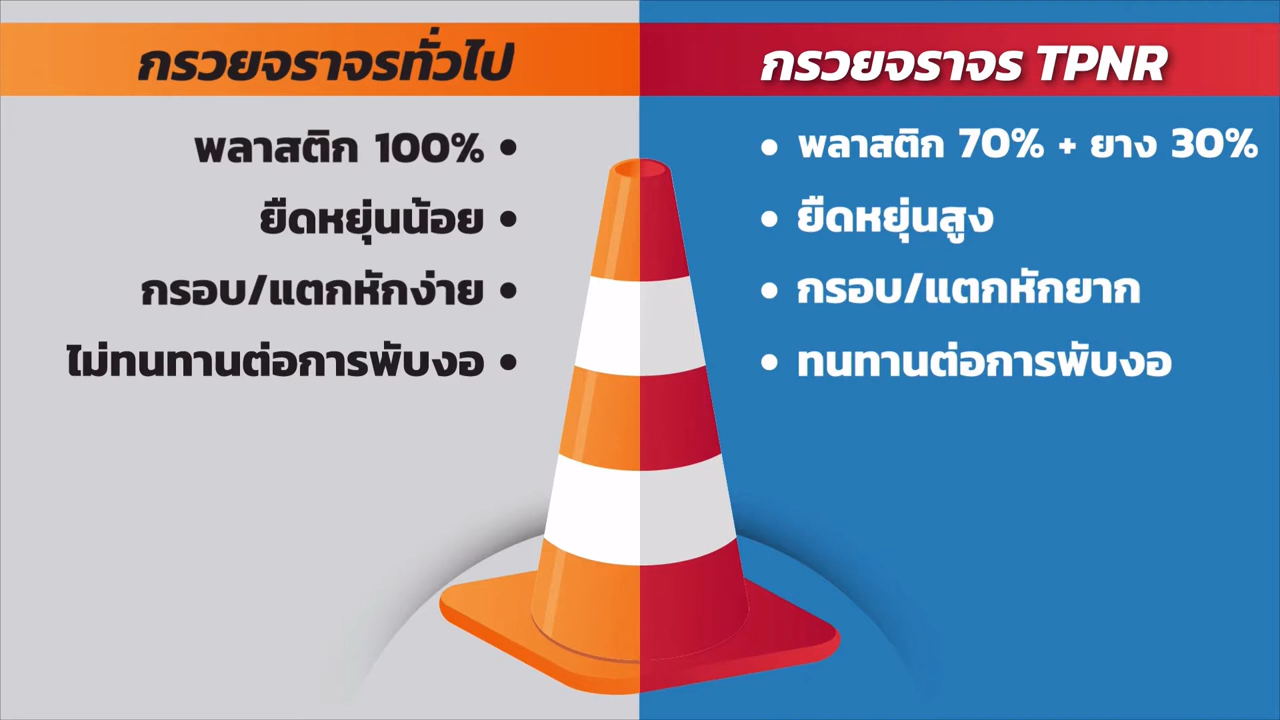 กรวยจราจรทั่วไป
พลาสติก 100% •
ยืดหยุ่นน้อย •
กรอบ/แตกหักง่าย •
ไม่ทนทานต่อการพับงอ •
กรวยจราจร TPNR
• พลาสติก 70% + ยาง 30%
• ยืดหยุ่นสูง
• กรอบ/แตกหักยาก
• ทนทานต่อการพับงอ